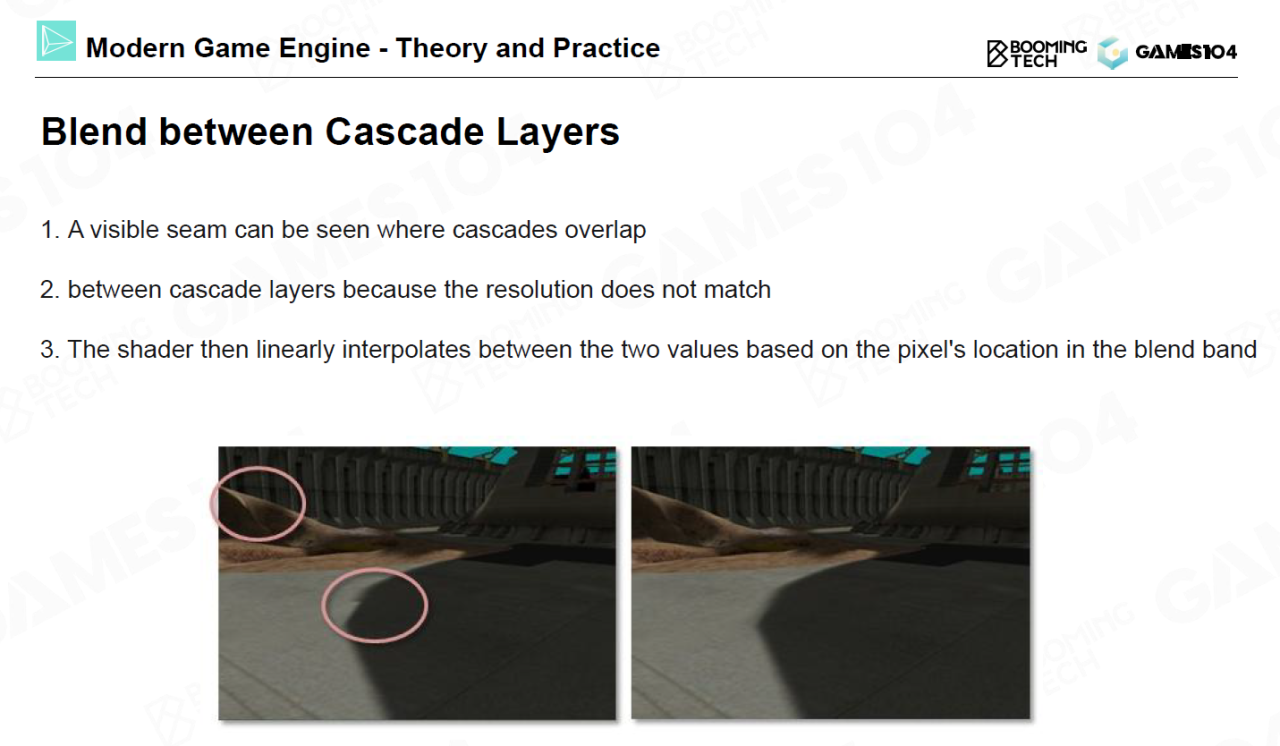 Modern Game Engine - Theory and Practice
BOOMING
TECH
GAMES104
Blend between Cascade Layers
1. A visible seam can be seen where cascades overlap
2. between cascade layers because the resolution does not match
3. The shader then linearly interpolates between the two values based on the pixel's location in the blend band